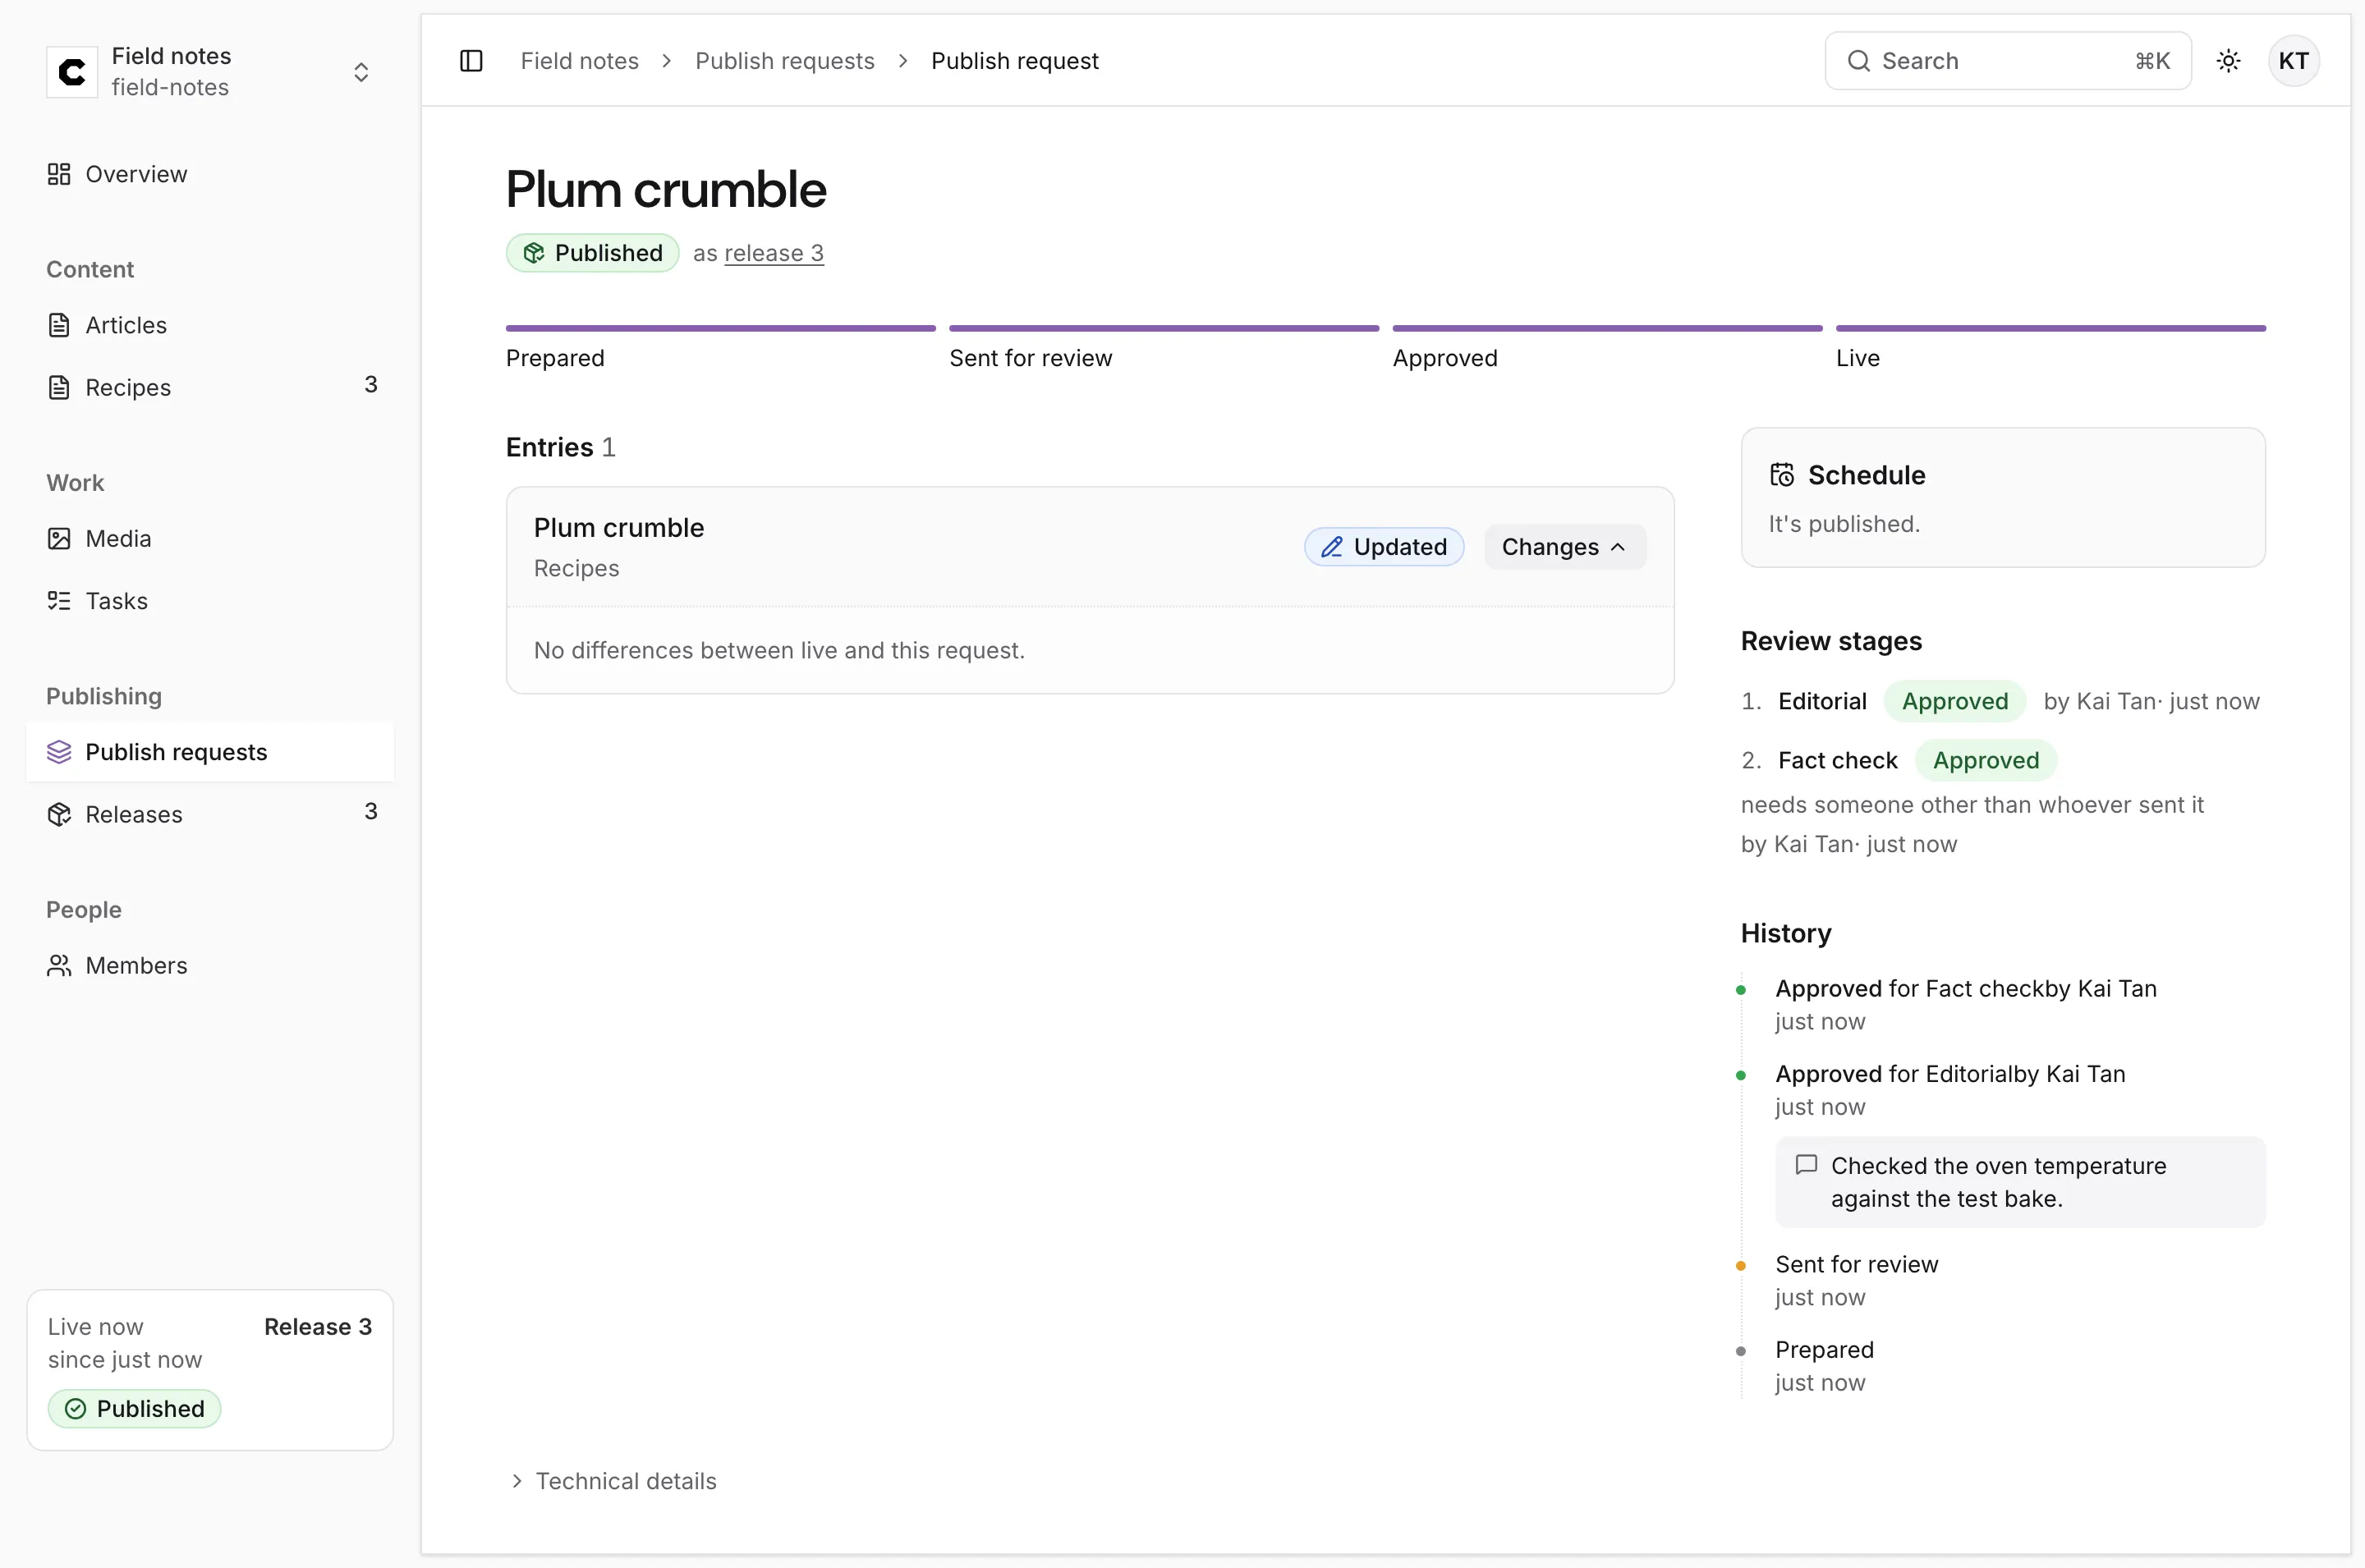 Field notes
field-notes
Overview
Content
Articles
Recipes 3
Work
Media
Tasks
Publishing
Publish requests
Releases 3
People
Members
Live now Release 3
since just now
Published
Field notes Publish requests Publish request
Search ⌘K
KT
Plum crumble
Published as release 3
Prepared Sent for review Approved Live
Entries 1
Plum crumble
Recipes
Updated Changes
No differences between live and this request.
Schedule
It's published.
Review stages
1. Editorial Approved by Kai Tan· just now
2. Fact check Approved
needs someone other than whoever sent it
by Kai Tan· just now
History
Approved for Fact checkby Kai Tan
just now
Approved for Editorialby Kai Tan
just now
Checked the oven temperature
against the test bake.
Sent for review
just now
Prepared
just now
Technical details